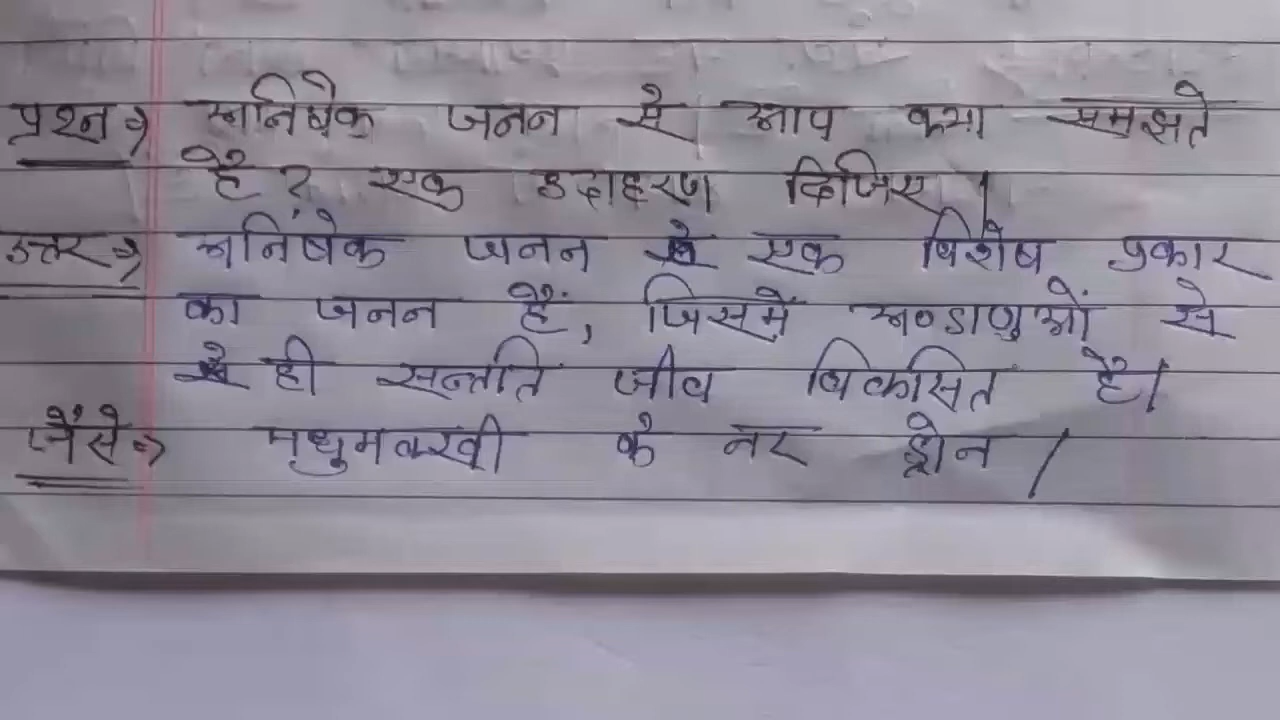 प्रश्न→ अनिषेक जनन से आप क्या समझते
है? एक उदाहरण दिजिए।
उत्तर→ अनिंषेक जनन एक विशेष प्रकार
का जनन हैं, जिसमें अण्डाणुओं से
ही सन्तति जीव विकसित है।
जैंसे→ मधुमक्खी के नर ड्रोन।